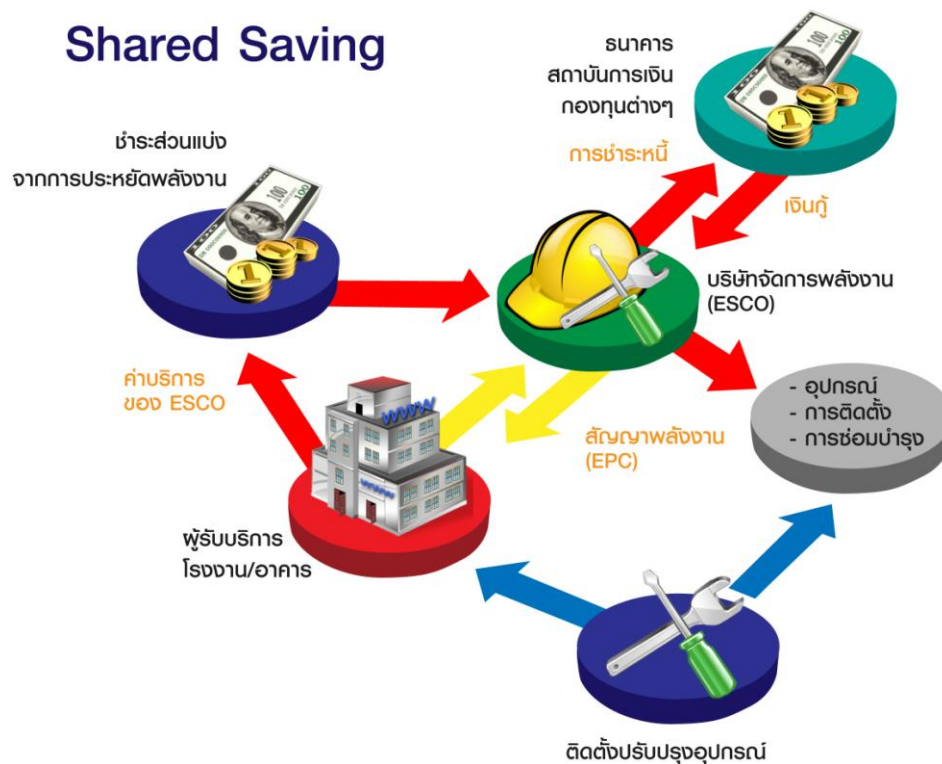 Shared Saving
ธนาคาร
สถาบันการเงิน
กองทุนต่างๆ
ชำระส่วนแบ่ง
จากการประหยัดพลังงาน
การชำระหนี้
เงินกู้
บริษัทจัดการพลังงาน
(ESCO)
ค่าบริการ
ของ ESCO
- อุปกรณ์
- การติดตั้ง
- การซ่อมบำรุง
สัญญาพลังงาน
(EPC)
ผู้รับบริการ
โรงงาน/อาคาร
ติดตั้งปรับปรุงอุปกรณ์